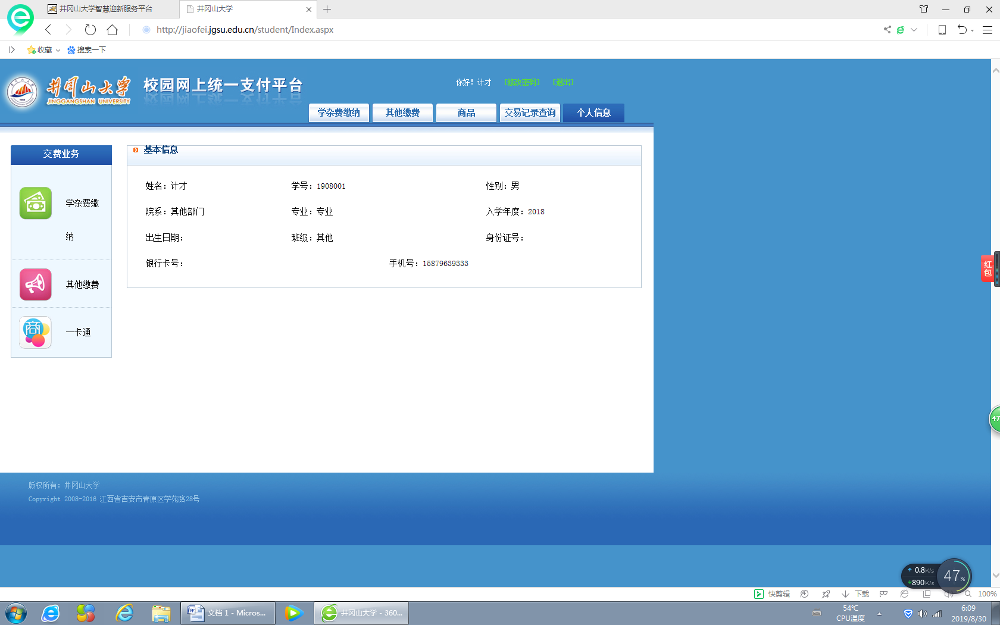 井冈山大学智慧迎新服务平台
井冈山大学
http://jiaofei.jgsu.edu.cn/student/Index.aspx
收藏
搜索一下
井冈山大学
JINGGANGSHAN UNIVERSITY
校园网上统一支付平台
你好！计才 [修改密码] [退出]
学杂费缴纳 其他缴费 商品 交易记录查询 个人信息
交费业务
学杂费缴
纳
其他缴费
商
一卡通
基本信息
姓名：计才 学号：1908001 性别：男
院系：其他部门 专业：专业 入学年度：2018
出生日期： 班级：其他 身份证号：
银行卡号： 手机号：15879639333
红包
47
版权所有：井冈山大学
Copyright 2008-2016 江西省吉安市青原区学苑路28号
0.8K/s
890K/s
47%
快剪辑 下载 100%
文档 1 - Micros...
井冈山大学 - 360...
54℃
CPU温度
6:09
2019/8/30